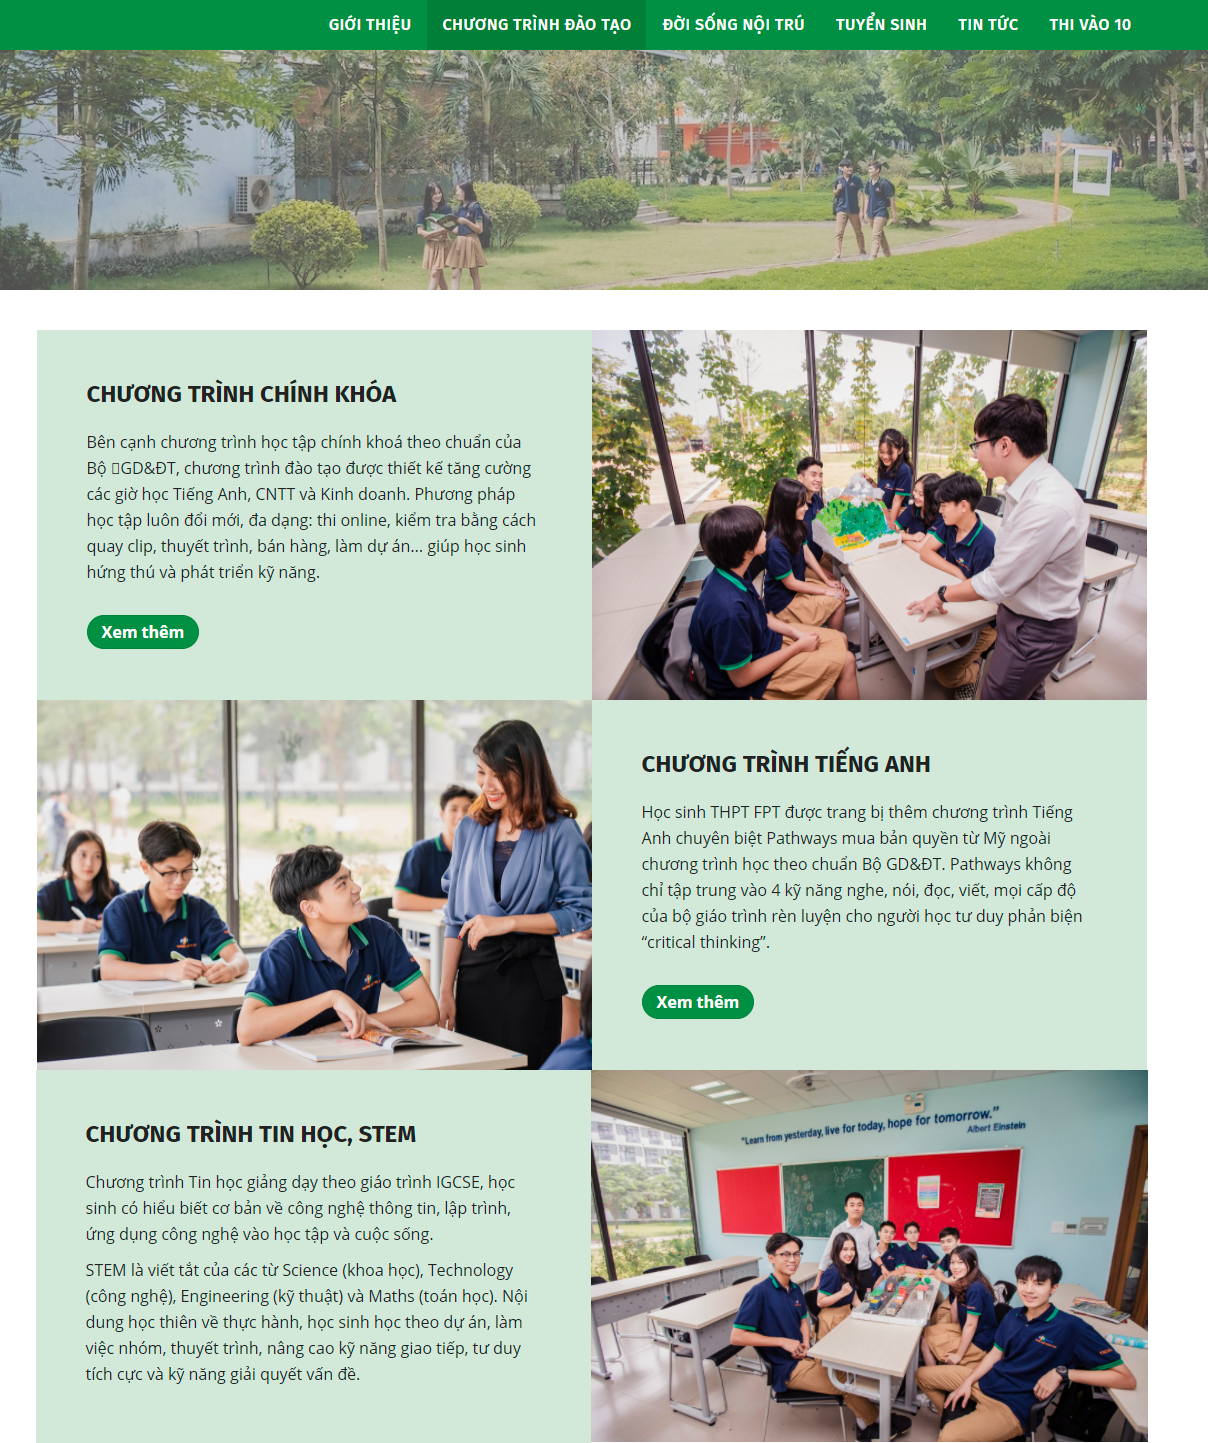 GIỚI THIỆU CHƯƠNG TRÌNH ĐÀO TẠO ĐỜI SỐNG NỘI TRÚ TUYỂN SINH TIN TỨC THI VÀO 10
CHƯƠNG TRÌNH CHÍNH KHÓA
Bên cạnh chương trình học tập chính khoá theo chuẩn của
Bộ GD&ĐT, chương trình đào tạo được thiết kế tăng cường
các giờ học Tiếng Anh, CNTT và Kinh doanh. Phương pháp
học tập luôn đổi mới, đa dạng: thi online, kiểm tra bằng cách
quay clip, thuyết trình, bán hàng, làm dự án... giúp học sinh
hứng thú và phát triển kỹ năng.
Xem thêm
CHƯƠNG TRÌNH TIẾNG ANH
Học sinh THPT FPT được trang bị thêm chương trình Tiếng
Anh chuyên biệt Pathways mua bản quyền từ Mỹ ngoài
chương trình học theo chuẩn Bộ GD&ĐT. Pathways không
chỉ tập trung vào 4 kỹ năng nghe, nói, đọc, viết, mọi cấp độ
của bộ giáo trình rèn luyện cho người học tư duy phản biện
“critical thinking”.
Xem thêm
CHƯƠNG TRÌNH TIN HỌC, STEM
Chương trình Tin học giảng dạy theo giáo trình IGCSE, học
sinh có hiểu biết cơ bản về công nghệ thông tin, lập trình,
ứng dụng công nghệ vào học tập và cuộc sống.
STEM là viết tắt của các từ Science (khoa học), Technology
(công nghệ), Engineering (kỹ thuật) và Maths (toán học). Nội
dung học thiên về thực hành, học sinh học theo dự án, làm
việc nhóm, thuyết trình, nâng cao kỹ năng giao tiếp, tư duy
tích cực và kỹ năng giải quyết vấn đề.
"Learn from yesterday, live for today, hope for tomorrow."
Albert Einstein